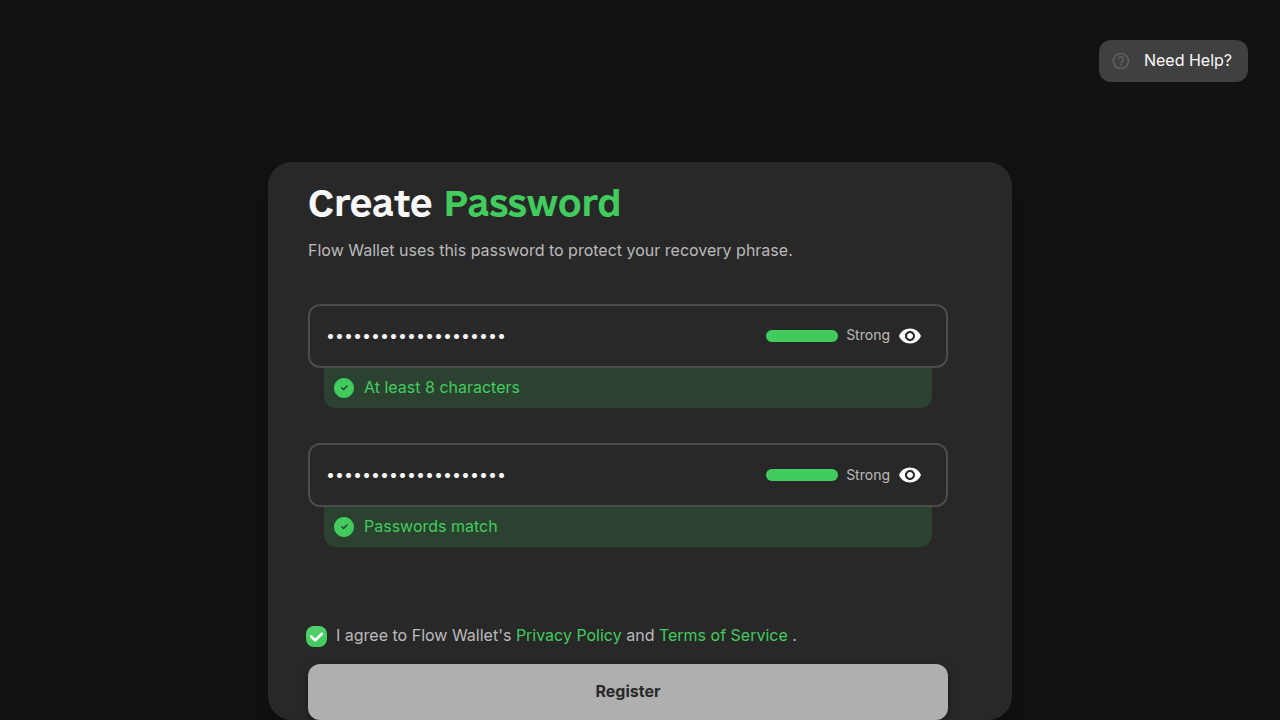 Need Help?
Create Password
Flow Wallet uses this password to protect your recovery phrase.
•••••••••••••••••••• Strong
At least 8 characters
•••••••••••••••••••• Strong
Passwords match
I agree to Flow Wallet's Privacy Policy and Terms of Service .
Register